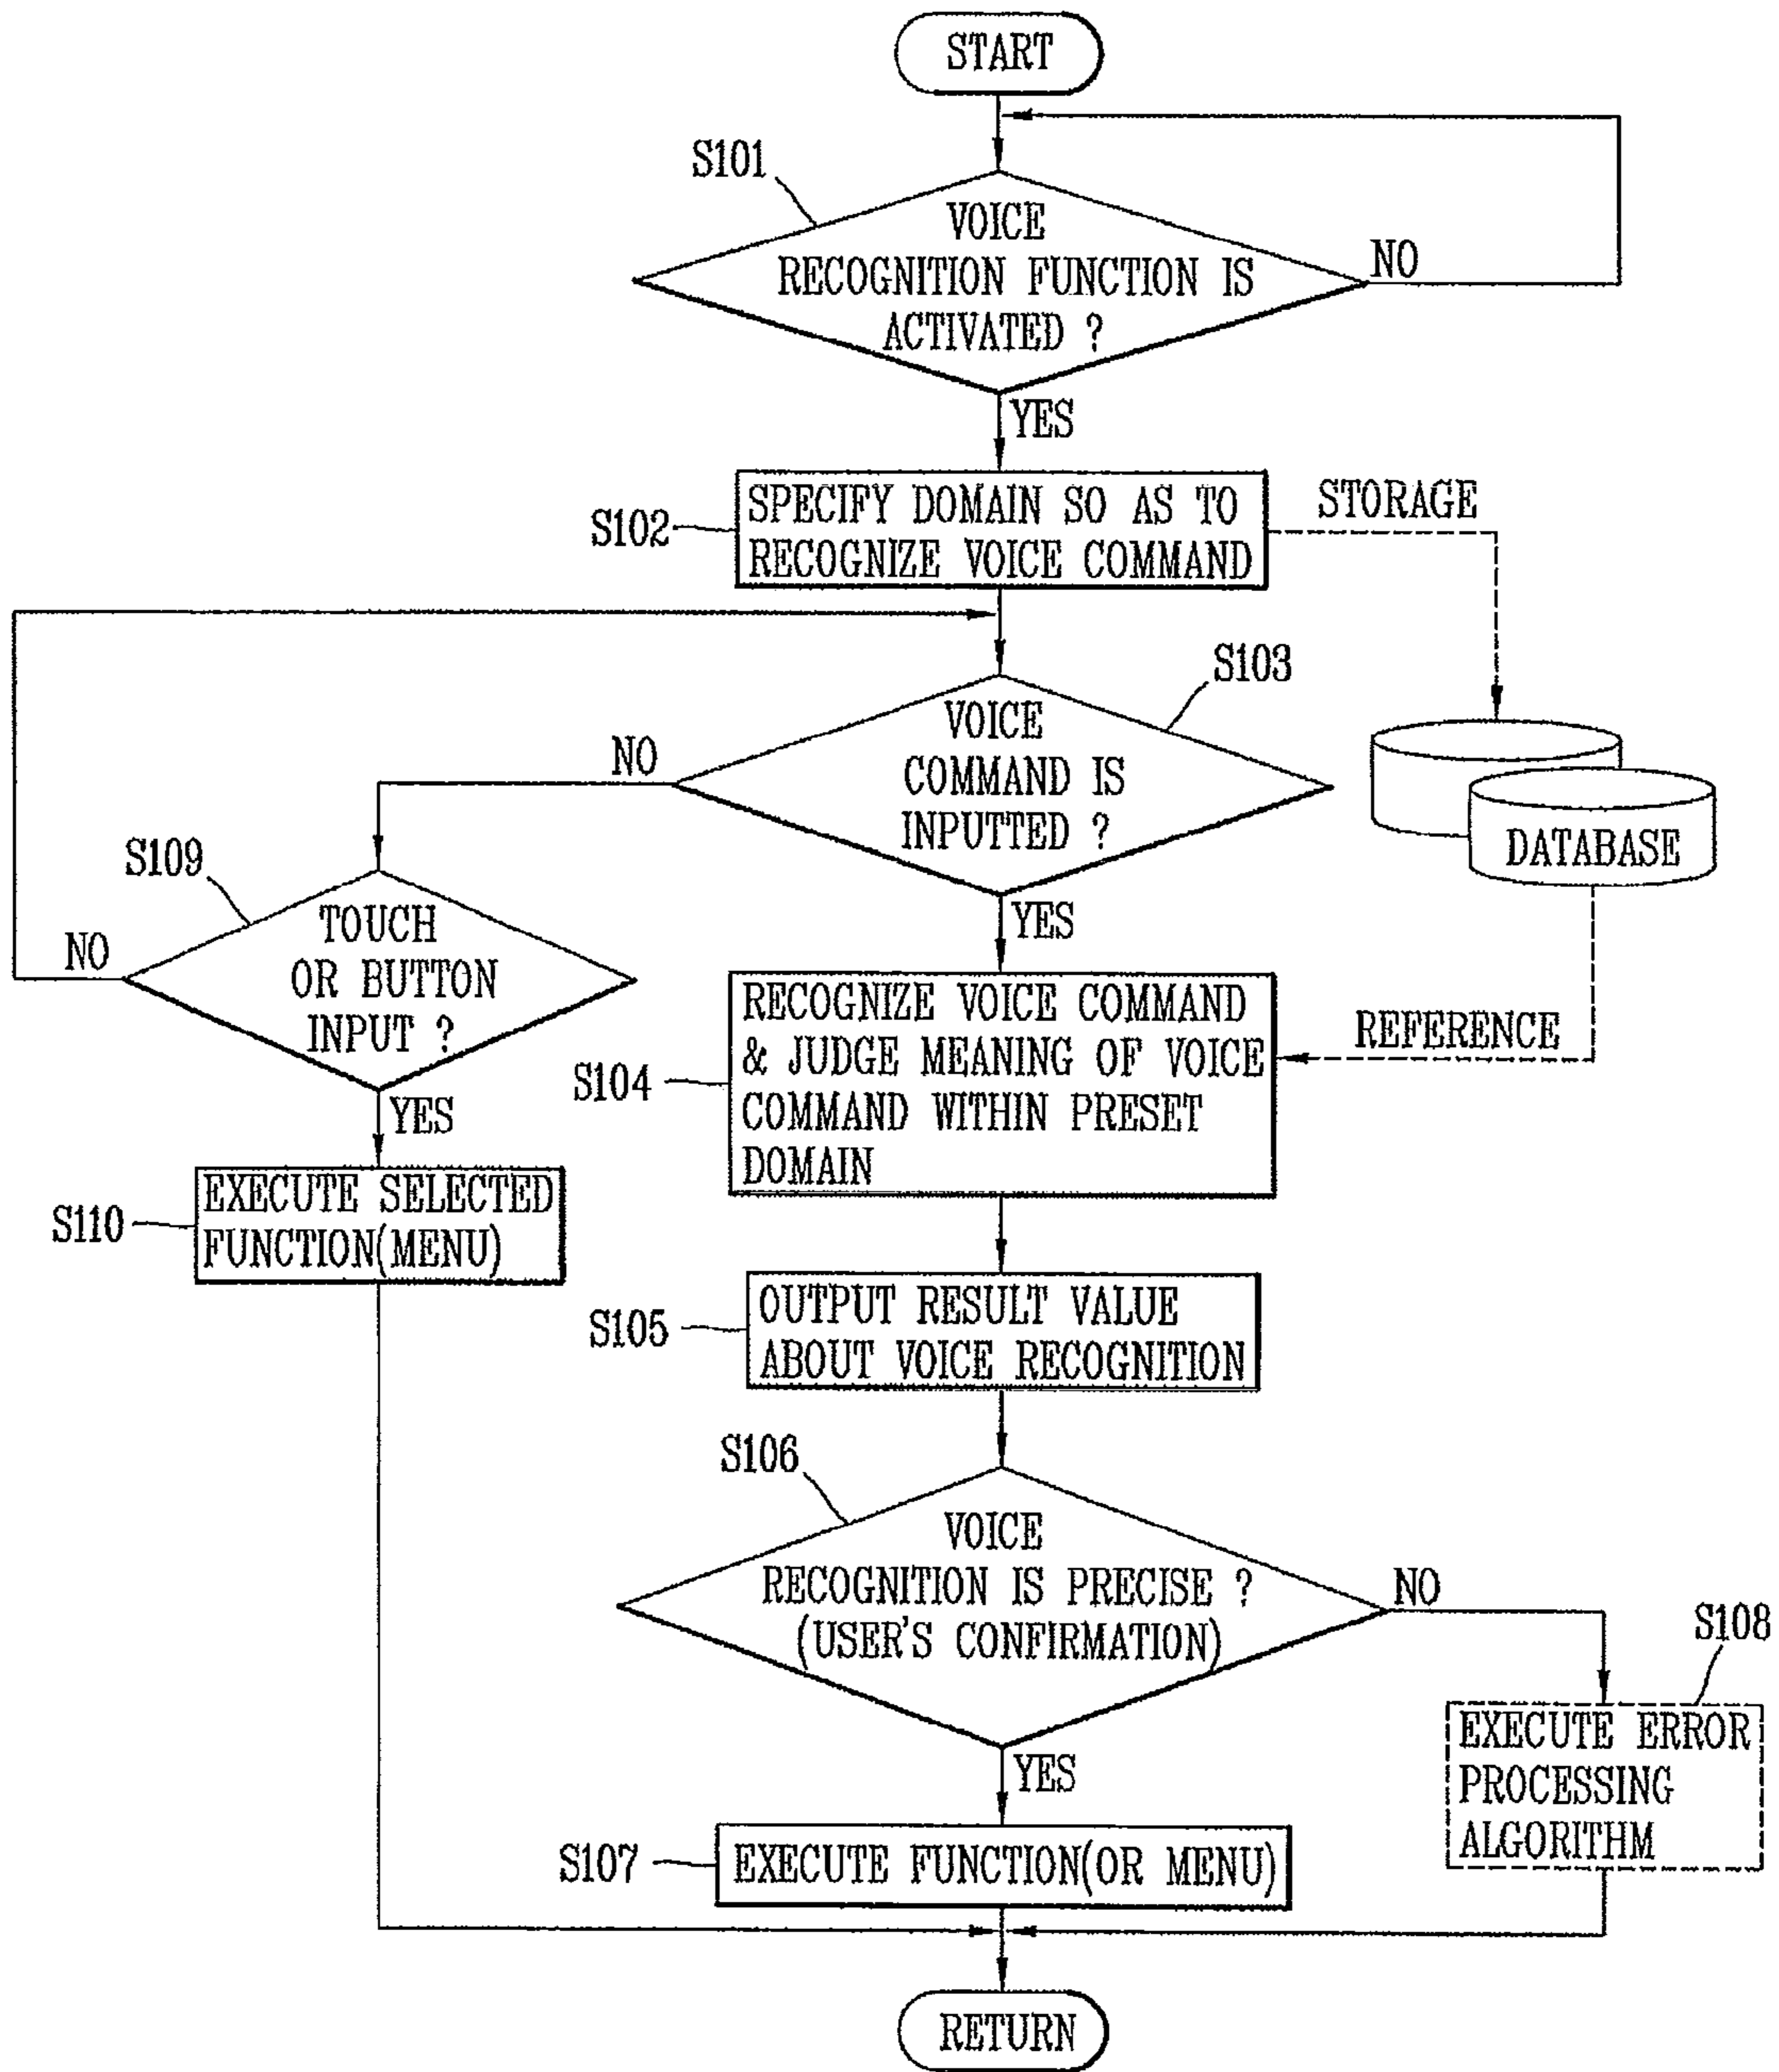 START
S101
VOICE
RECOGNITION FUNCTION IS
ACTIVATED ?
NO
YES
S102
SPECIFY DOMAIN SO AS TO
RECOGNIZE VOICE COMMAND
STORAGE
S103
VOICE
COMMAND IS
INPUTTED ?
NO
YES
DATABASE
REFERENCE
S109
TOUCH
OR BUTTON
INPUT ?
NO
YES
S104
RECOGNIZE VOICE COMMAND
& JUDGE MEANING OF VOICE
COMMAND WITHIN PRESET
DOMAIN
S110
EXECUTE SELECTED
FUNCTION(MENU)
S105
OUTPUT RESULT VALUE
ABOUT VOICE RECOGNITION
S106
VOICE
RECOGNITION IS PRECISE ?
(USER'S CONFIRMATION)
NO
YES
S108
EXECUTE ERROR
PROCESSING
ALGORITHM
S107
EXECUTE FUNCTION(OR MENU)
RETURN